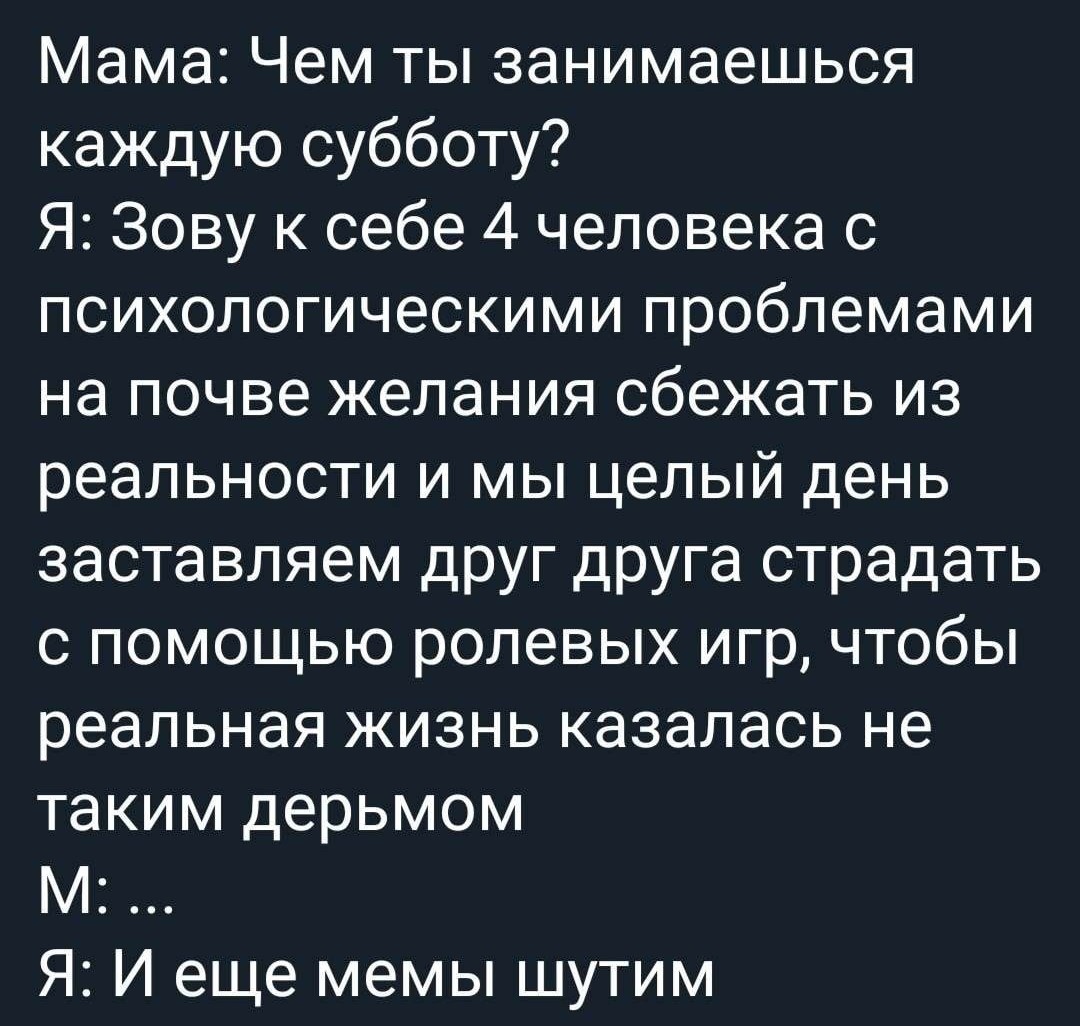 Мама: Чем ты занимаешься
каждую субботу?
Я: Зову к себе 4 человека с
психологическими проблемами
на почве желания сбежать из
реальности и мы целый день
заставляем друг друга страдать
с помощью ролевых игр, чтобы
реальная жизнь казалась не
таким дерьмом
М: ...
Я: И еще мемы шутим